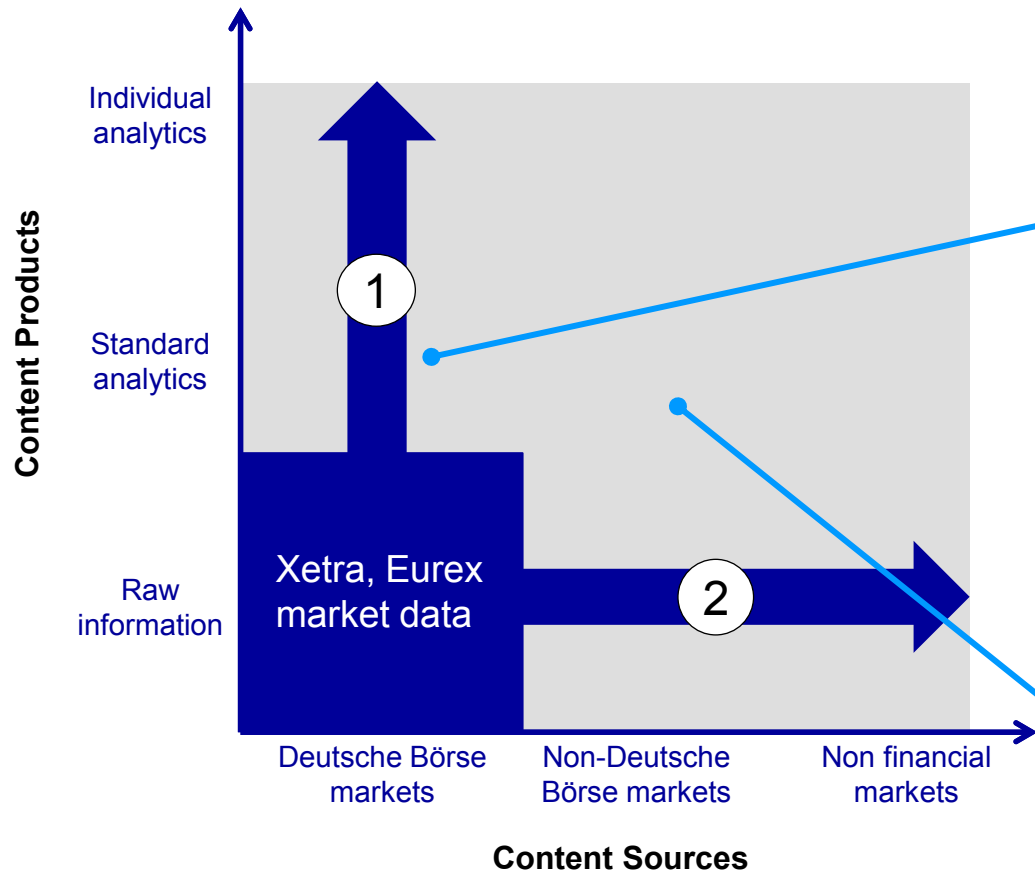 Content Products
Individual
analytics
Standard
analytics
Raw
information
1
Xetra, Eurex
market data
2
Deutsche Börse
markets
Non-Deutsche
Börse markets
Non financial
markets
Content Sources